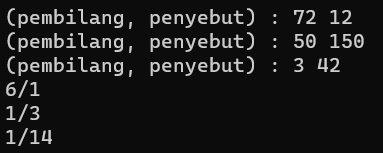 (pembilang, penyebut) : 72 12
(pembilang, penyebut) : 50 150
(pembilang, penyebut) : 3 42
6/1
1/3
1/14